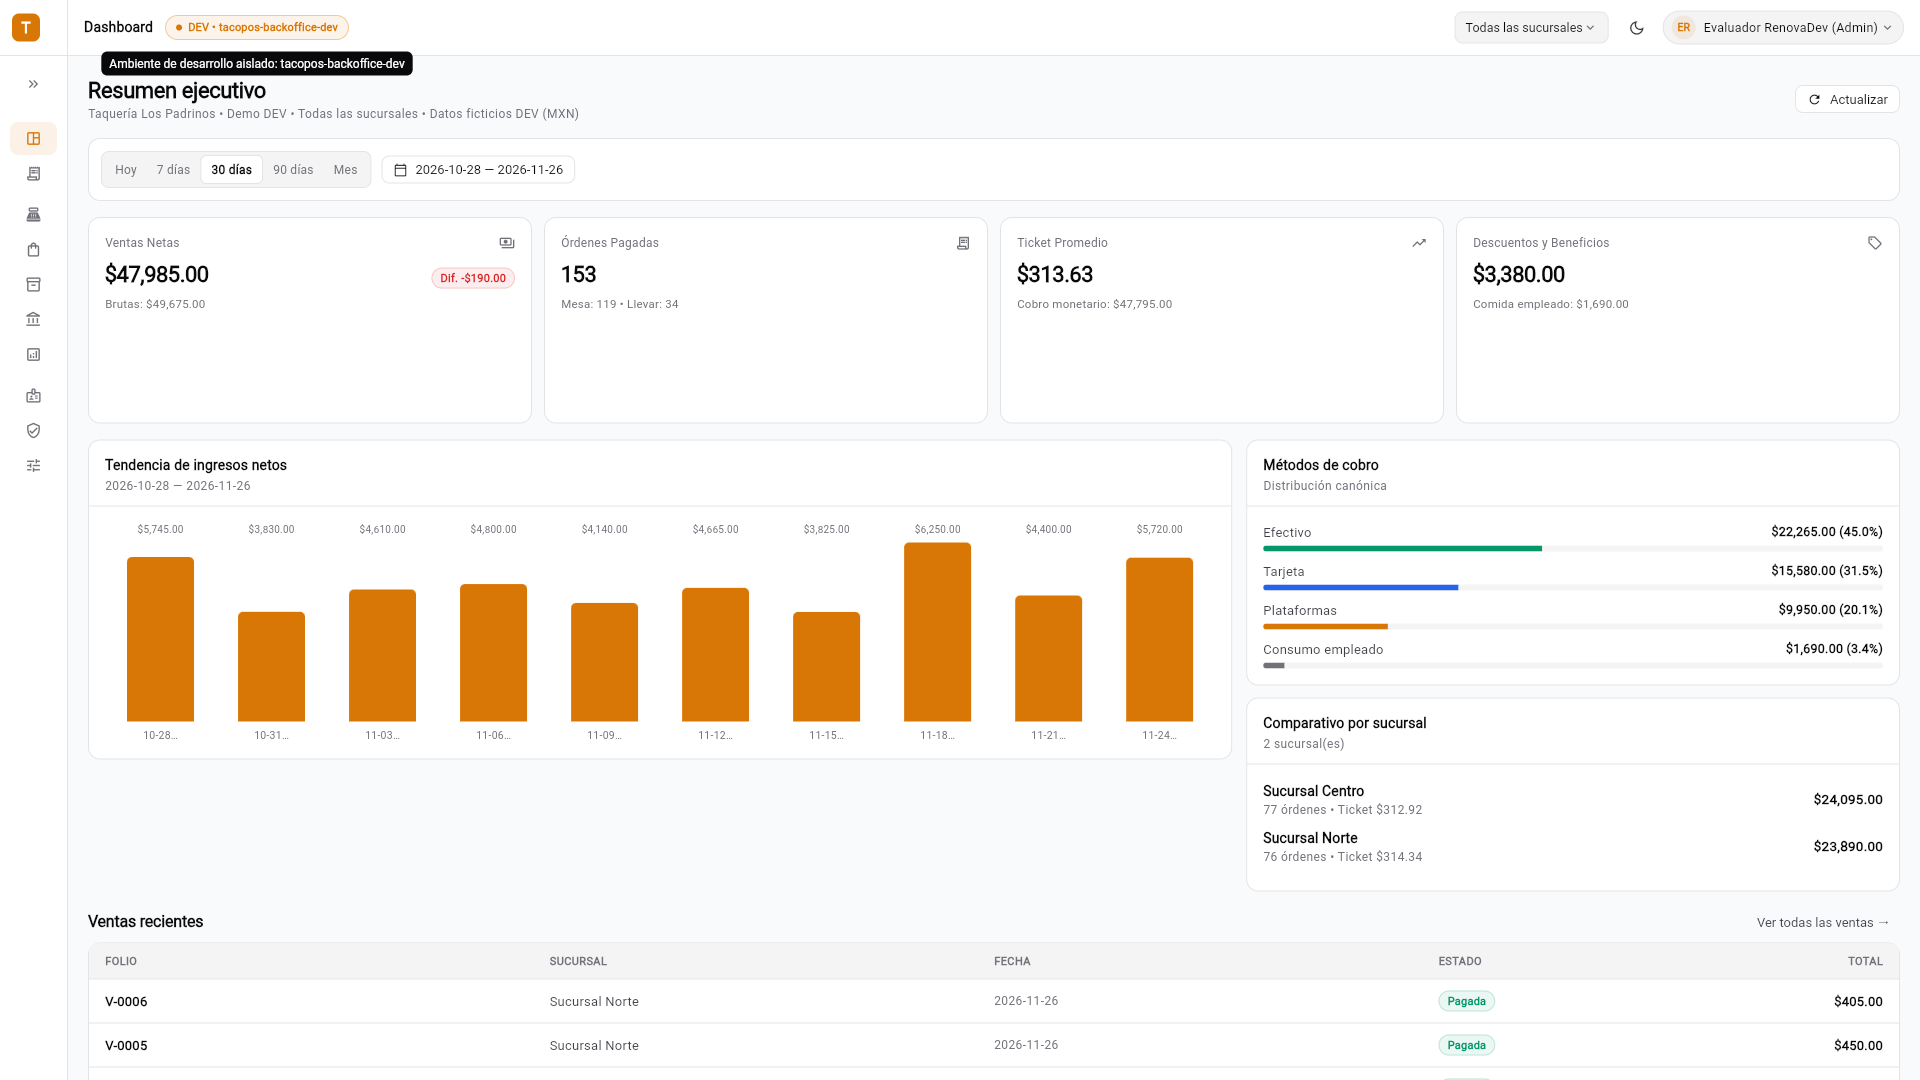 T
Dashboard
DEV • tacopos-backoffice-dev
Todas las sucursales
ER
Evaluador RenovaDev (Admin)
Ambiente de desarrollo aislado: tacopos-backoffice-dev
Resumen ejecutivo
Taquería Los Padrinos • Demo DEV • Todas las sucursales • Datos ficticios DEV (MXN)
Actualizar
Hoy
7 días
30 días
90 días
Mes
2026-10-28 — 2026-11-26
Ventas Netas
$47,985.00
Dif. -$190.00
Brutas: $49,675.00
Órdenes Pagadas
153
Mesa: 119 • Llevar: 34
Ticket Promedio
$313.63
Cobro monetario: $47,795.00
Descuentos y Beneficios
$3,380.00
Comida empleado: $1,690.00
Tendencia de ingresos netos
2026-10-28 — 2026-11-26
$5,745.00
$3,830.00
$4,610.00
$4,800.00
$4,140.00
$4,665.00
$3,825.00
$6,250.00
$4,400.00
$5,720.00
10-28…
10-31…
11-03…
11-06…
11-09…
11-12…
11-15…
11-18…
11-21…
11-24…
Métodos de cobro
Distribución canónica
Efectivo
$22,265.00 (45.0%)
Tarjeta
$15,580.00 (31.5%)
Plataformas
$9,950.00 (20.1%)
Consumo empleado
$1,690.00 (3.4%)
Comparativo por sucursal
2 sucursal(es)
Sucursal Centro
77 órdenes • Ticket $312.92
$24,095.00
Sucursal Norte
76 órdenes • Ticket $314.34
$23,890.00
Ventas recientes
Ver todas las ventas →
FOLIO SUCURSAL FECHA ESTADO TOTAL
V-0006 Sucursal Norte 2026-11-26 Pagada $405.00
V-0005 Sucursal Norte 2026-11-26 Pagada $450.00